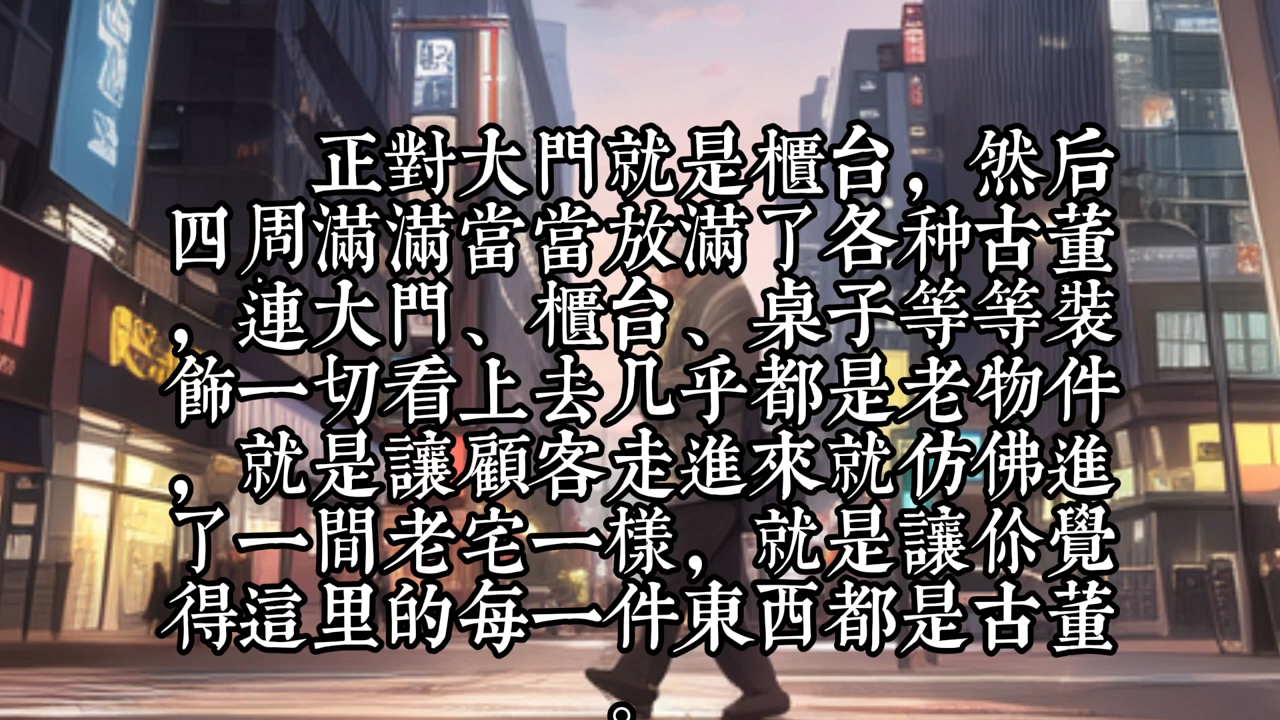 正對大門就是櫃台，然后
四周滿滿當當放滿了各种古董
，連大門、櫃台、桌子等等裝
飾一切看上去几乎都是老物件
，就是讓顧客走進來就仿佛進
了一間老宅一樣，就是讓伱覺
得這里的每一件東西都是古董
。